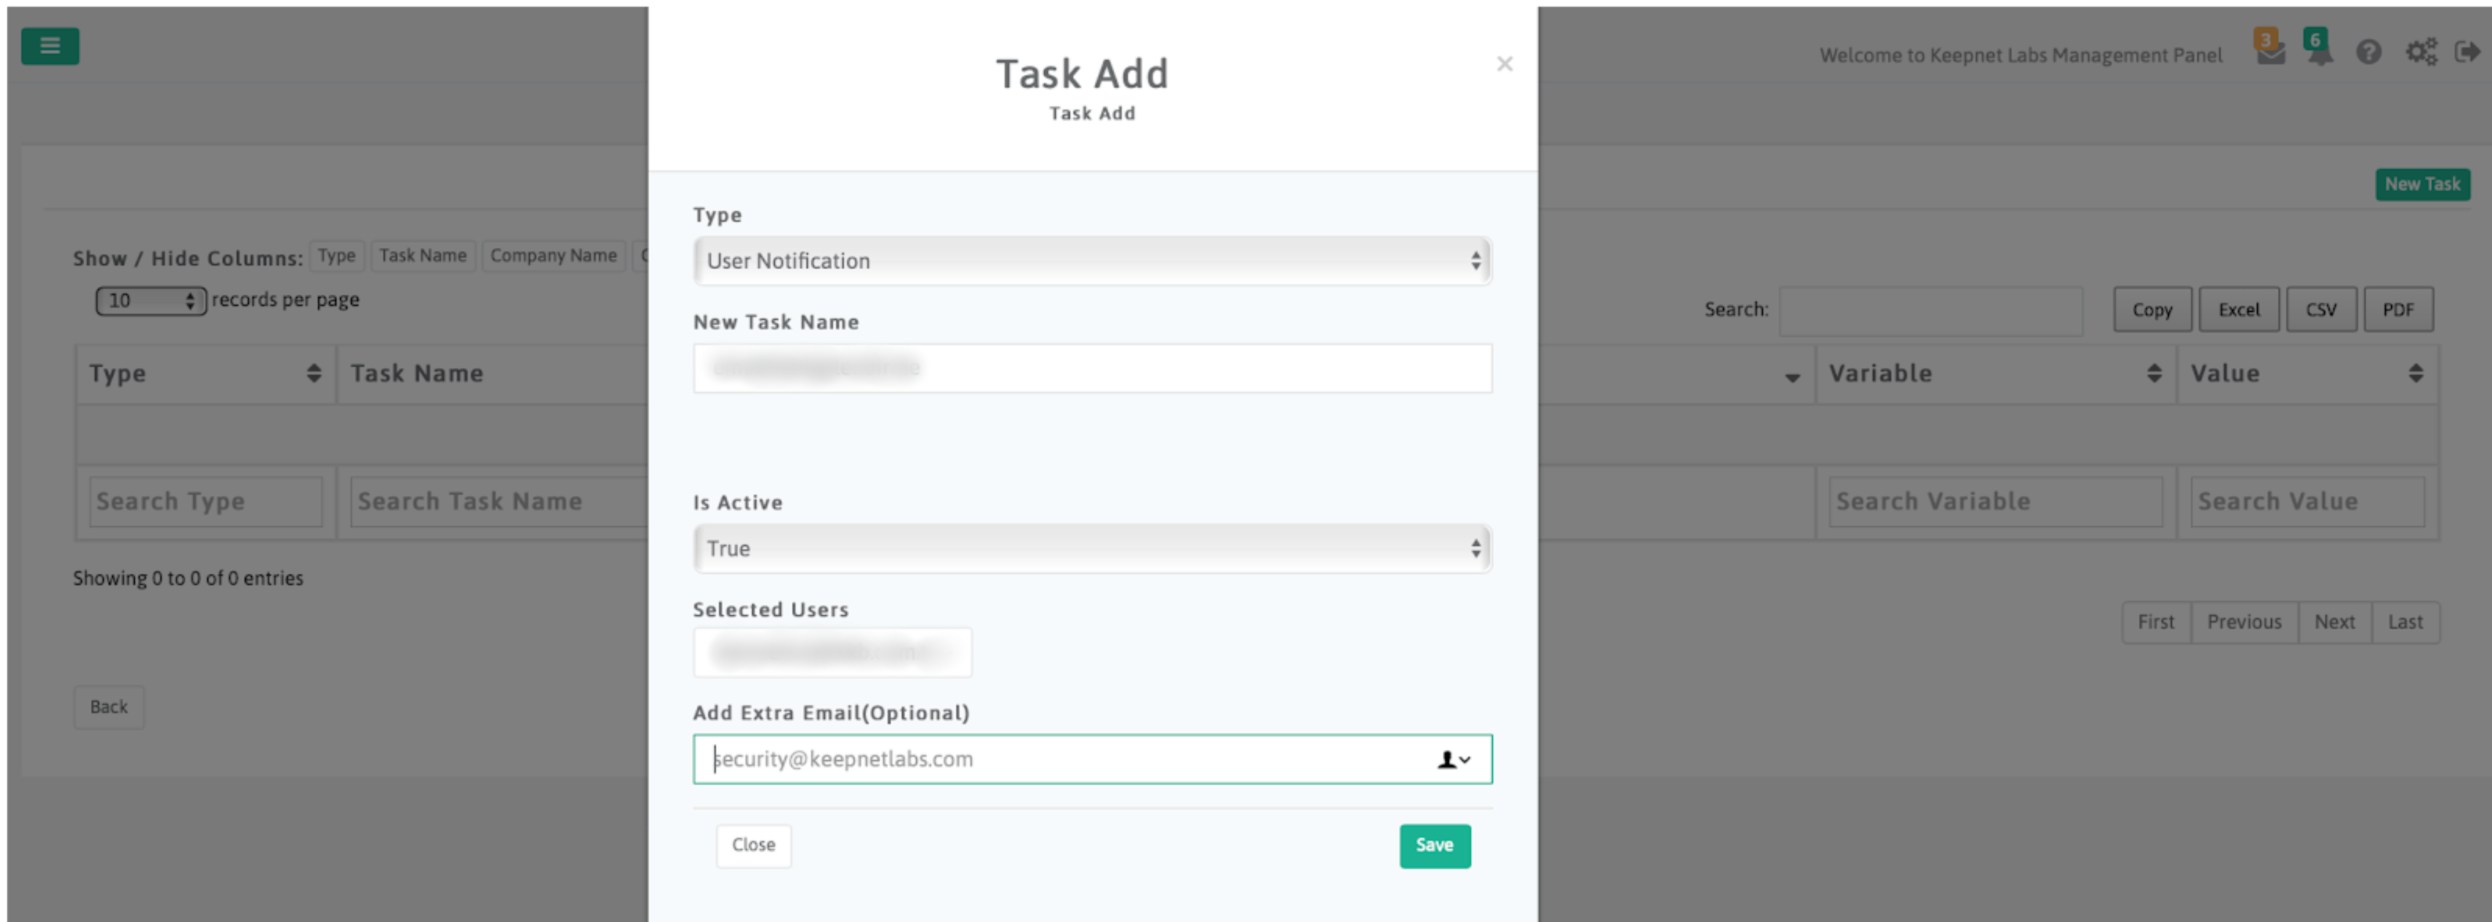 Welcome to Keepnet Labs Management Panel 3 6
Task Add
×
Task Add
New Task
Type
User Notification
New Task Name
Is Active
True
Selected Users
Add Extra Email(Optional)
security@keepnetlabs.com
Close Save
Show / Hide Columns: Type Task Name Company Name
10 records per page
Search: Copy Excel CSV PDF
Type Task Name Variable Value
Search Type Search Task Name Search Variable Search Value
Showing 0 to 0 of 0 entries
First Previous Next Last
Back